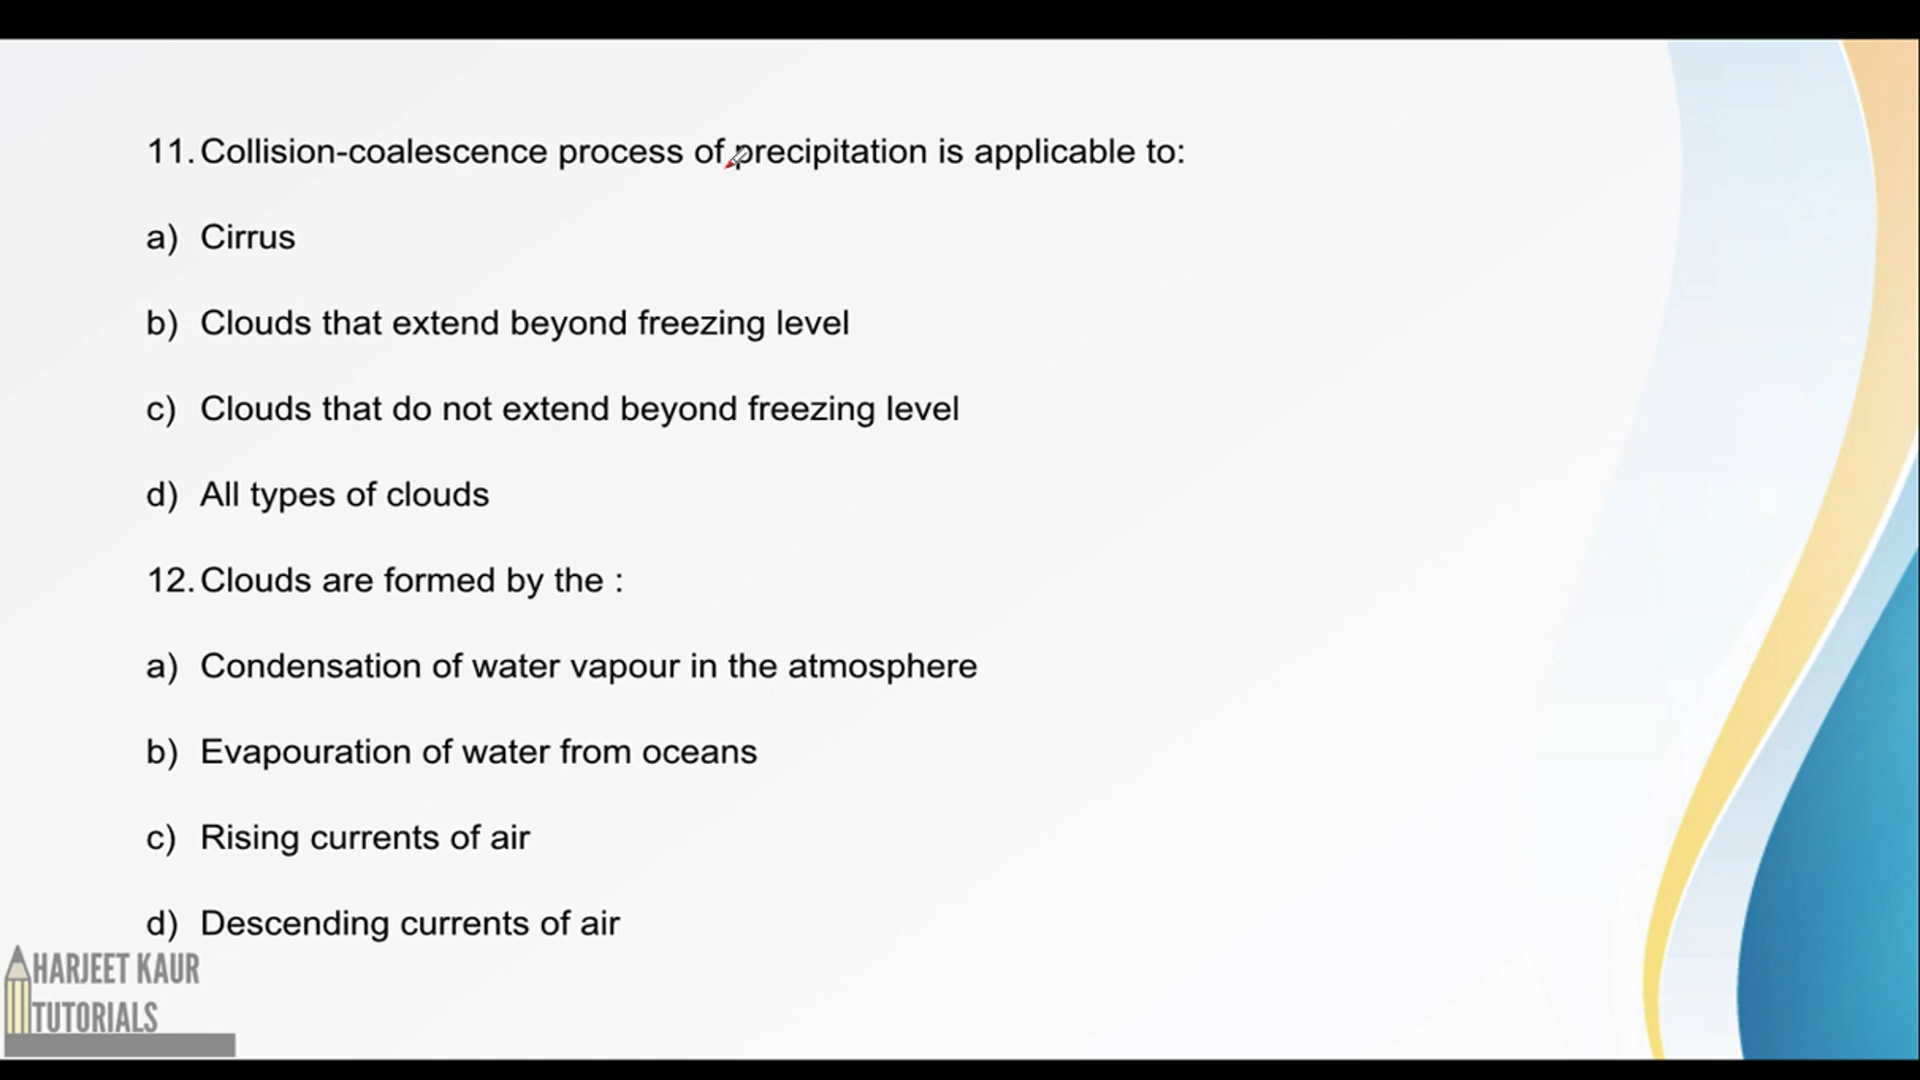 11. Collision-coalescence process of precipitation is applicable to:
a) Cirrus
b) Clouds that extend beyond freezing level
c) Clouds that do not extend beyond freezing level
d) All types of clouds
12. Clouds are formed by the :
a) Condensation of water vapour in the atmosphere
b) Evapouration of water from oceans
c) Rising currents of air
d) Descending currents of air
HARJEET KAUR
TUTORIALS